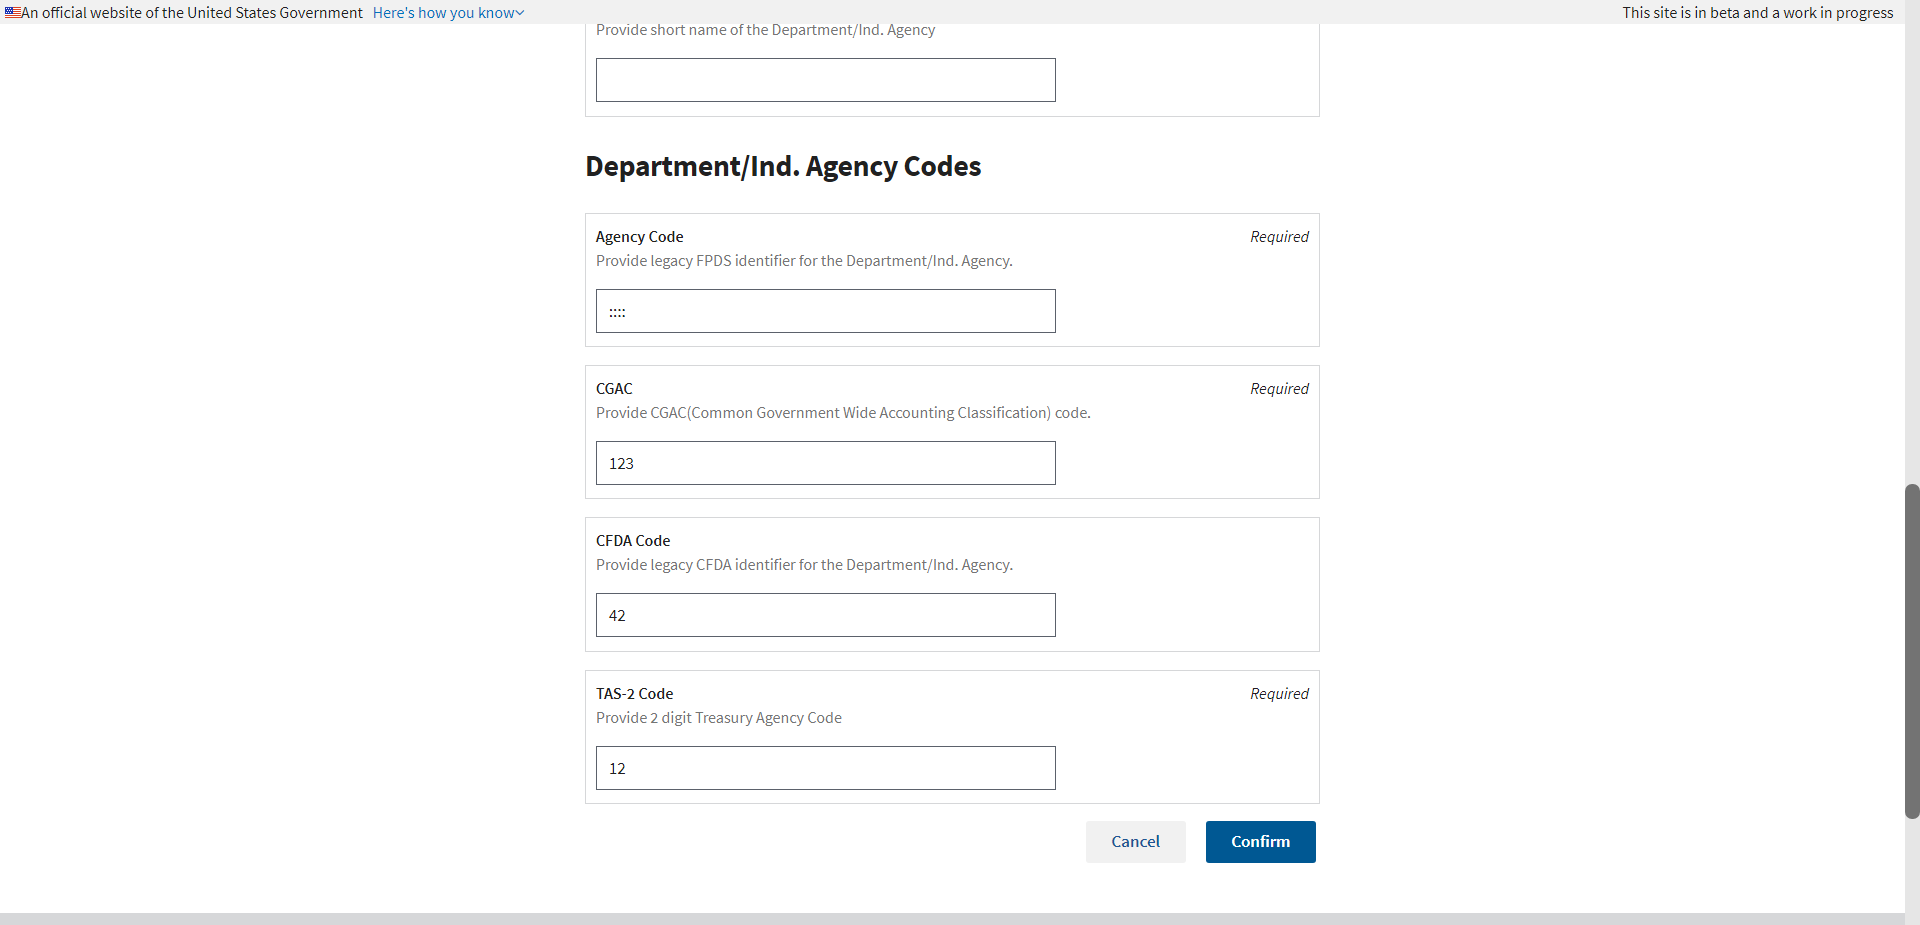 An official website of the United States Government Here's how you know
This site is in beta and a work in progress
Provide short name of the Department/Ind. Agency
Department/Ind. Agency Codes
Agency Code
Required
Provide legacy FPDS identifier for the Department/Ind. Agency.
::::
CGAC
Required
Provide CGAC(Common Government Wide Accounting Classification) code.
123
CFDA Code
Provide legacy CFDA identifier for the Department/Ind. Agency.
42
TAS-2 Code
Required
Provide 2 digit Treasury Agency Code
12
Cancel
Confirm